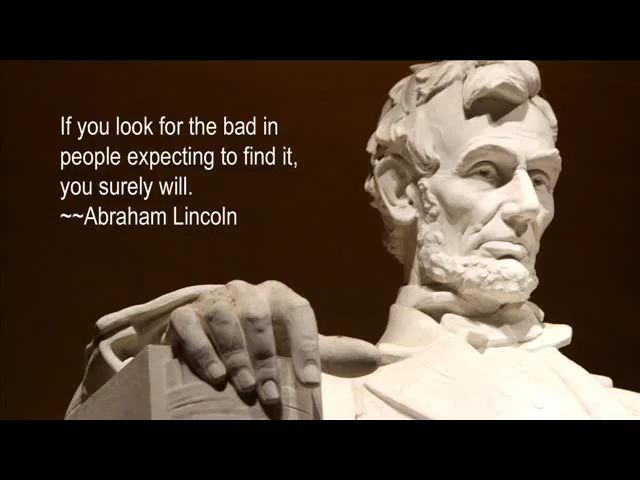 If you look for the bad in
people expecting to find it,
you surely will.
~~Abraham Lincoln